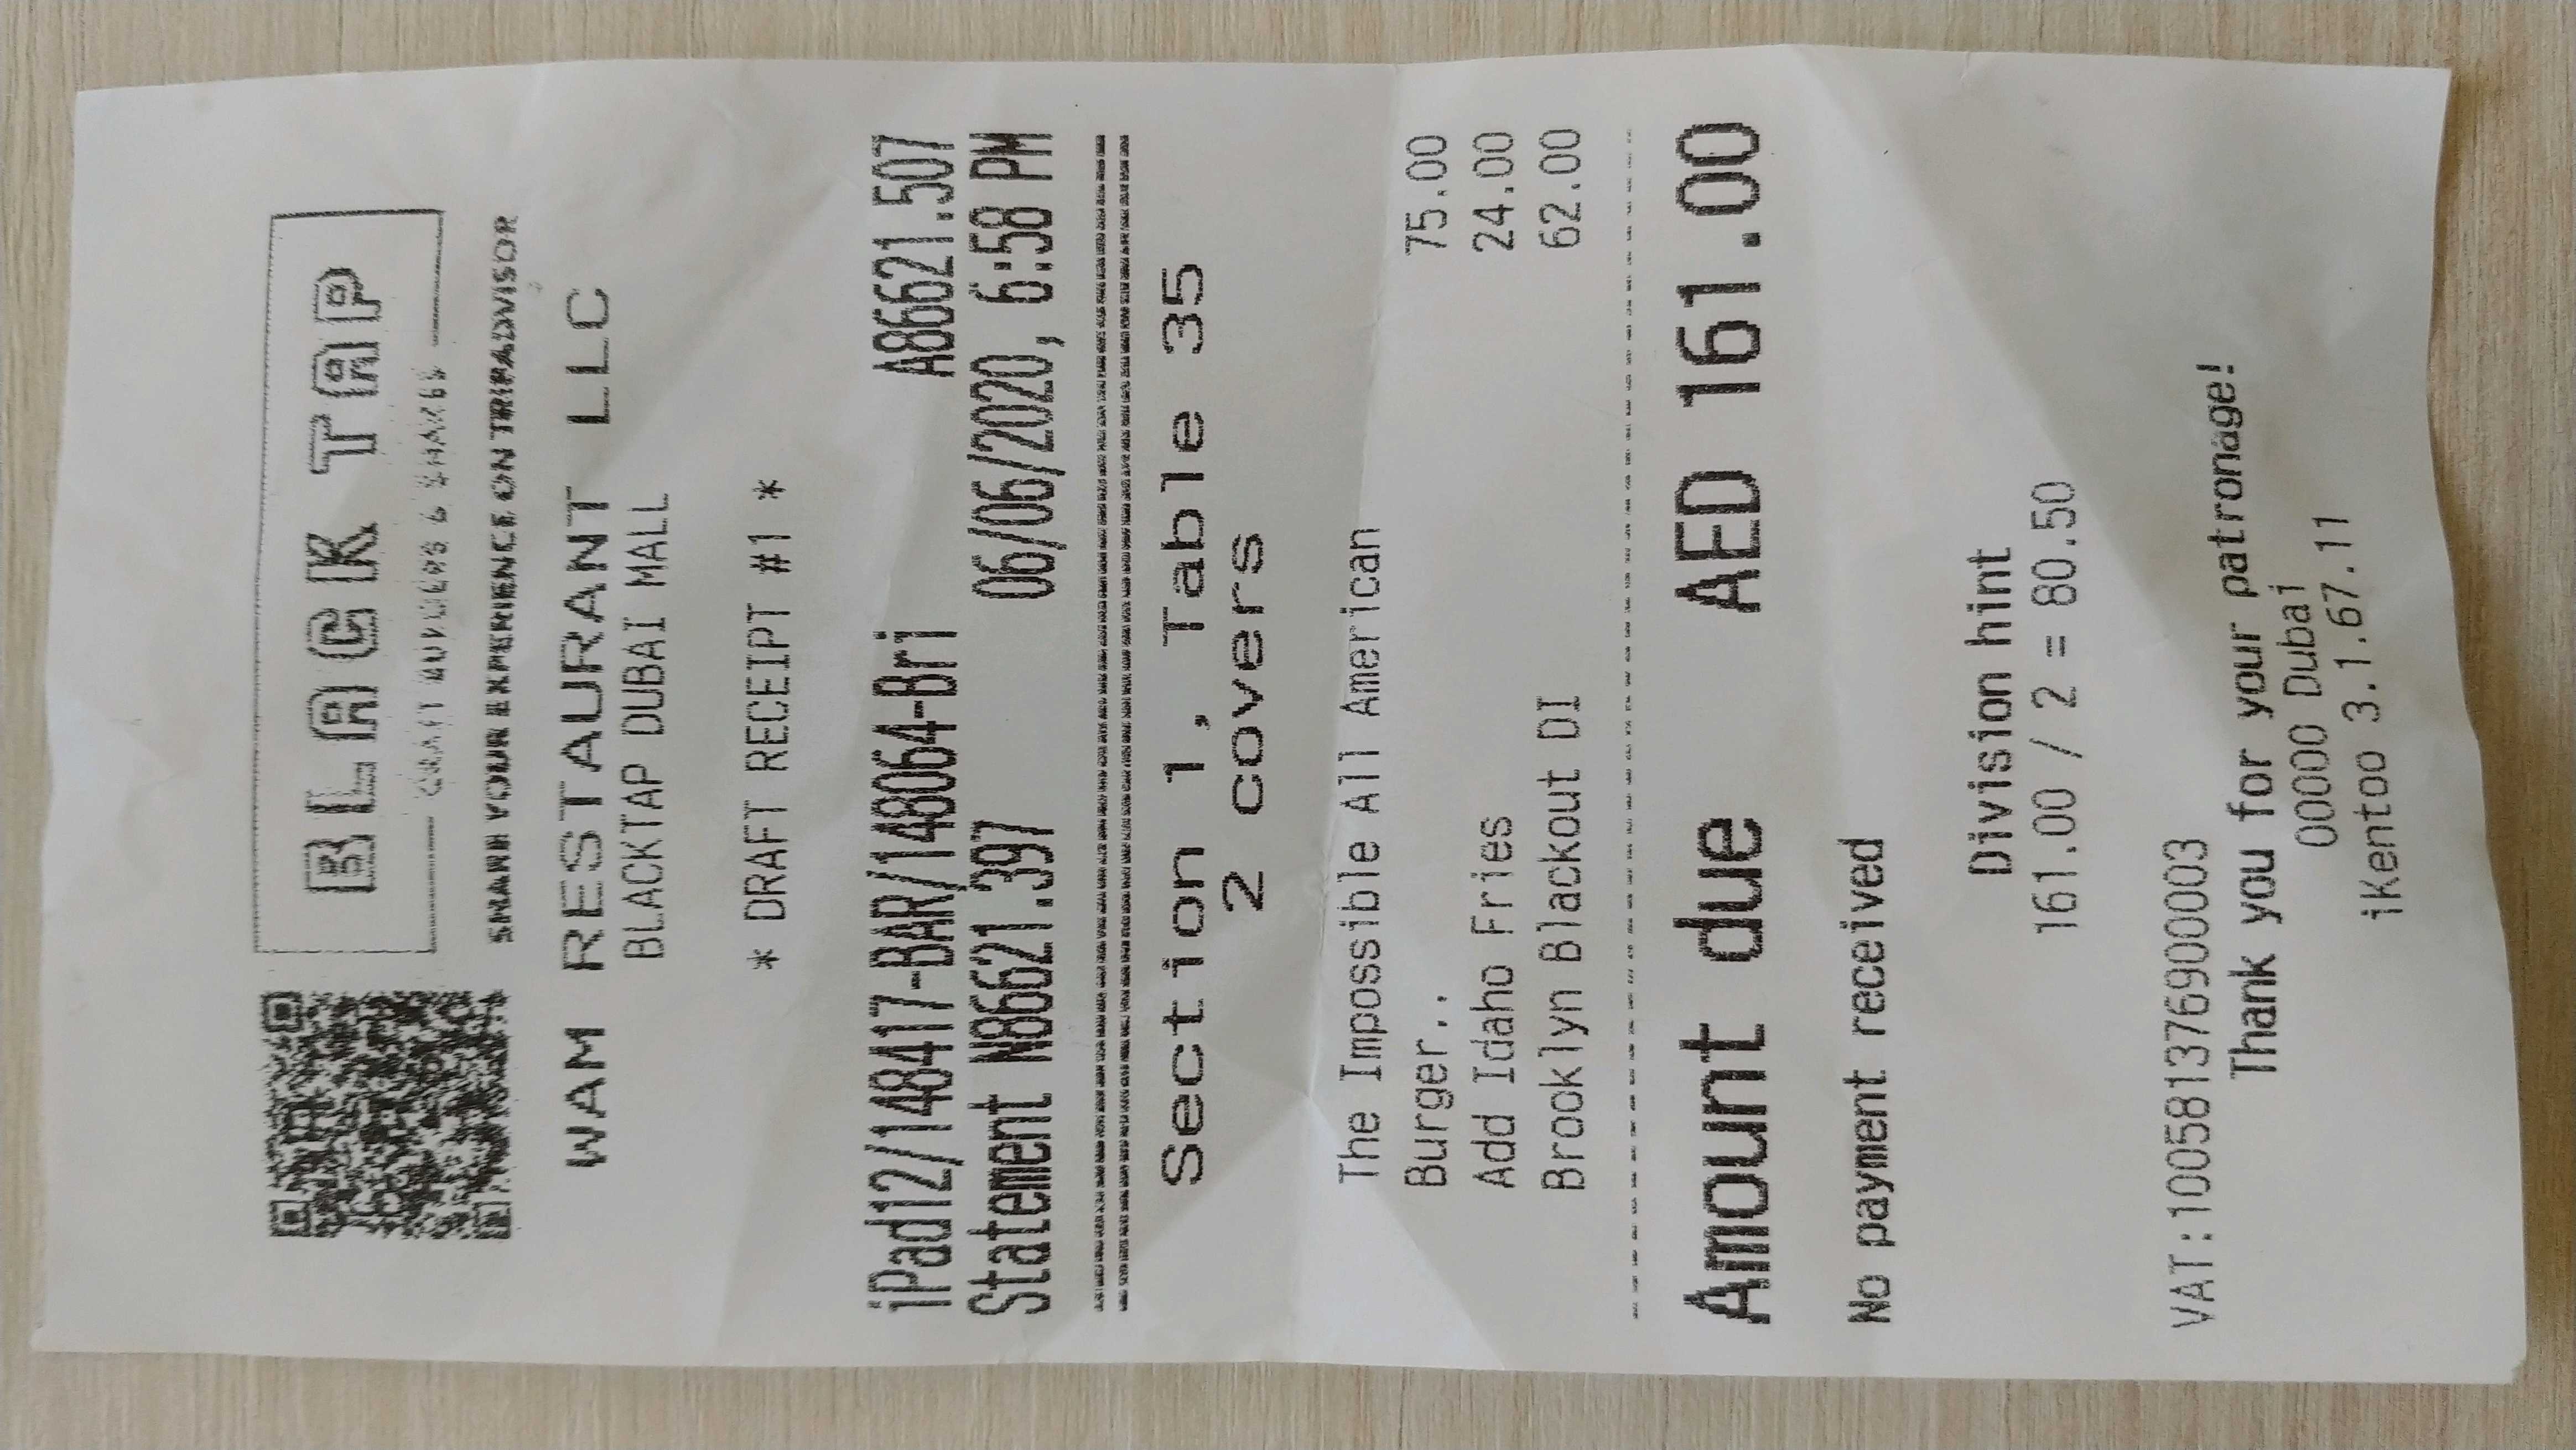 BLACK TAP
CRAFT BURGERS & SHAKES
SHARE YOUR EXPERIENCE ON TRIPADVISOR
WAM RESTAURANT LLC
BLACKTAP DUBAI MALL
* DRAFT RECEIPT #1 *
iPad12/148417-BAR/148064-Bri A86621.507
Statement N86621.397 06/06/2020, 6:58 PM
Section 1, Table 35
2 covers
The Impossible All American
Burger.. 75.00
Add Idaho Fries 24.00
Brooklyn Blackout DI 62.00
Amount due AED 161.00
No payment received
Division hint
161.00 / 2 = 80.50
VAT:100581376900003
Thank you for your patronage!
00000 Dubai
iKentoo 3.1.67.11